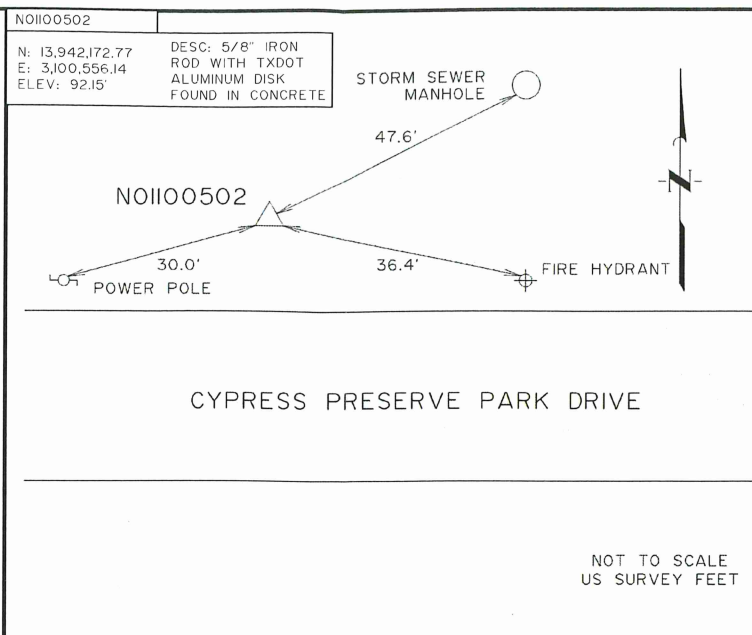 N01100502
N: 13,942,172.77
E: 3,100,556.14
ELEV: 92.15'
DESC: 5/8" IRON
ROD WITH TXDOT
ALUMINUM DISK
FOUND IN CONCRETE
STORM SEWER
MANHOLE
47.6'
N01100502
N
30.0'
36.4'
FIRE HYDRANT
POWER POLE
CYPRESS PRESERVE PARK DRIVE
NOT TO SCALE
US SURVEY FEET